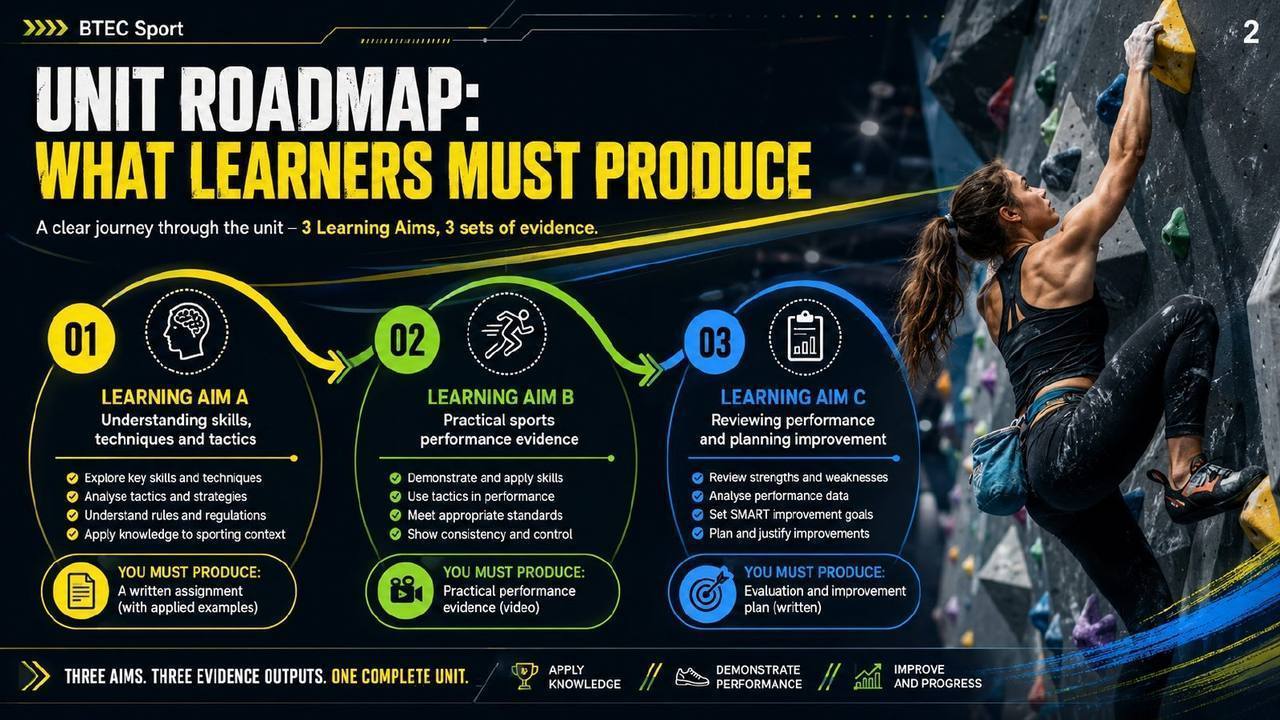 BTEC Sport
2
UNIT ROADMAP:
WHAT LEARNERS MUST PRODUCE
A clear journey through the unit – 3 Learning Aims, 3 sets of evidence.
01
LEARNING AIM A
Understanding skills,
techniques and tactics
Explore key skills and techniques
Analyse tactics and strategies
Understand rules and regulations
Apply knowledge to sporting context
YOU MUST PRODUCE:
A written assignment
(with applied examples)
02
LEARNING AIM B
Practical sports
performance evidence
Demonstrate and apply skills
Use tactics in performance
Meet appropriate standards
Show consistency and control
YOU MUST PRODUCE:
Practical performance
evidence (video)
03
LEARNING AIM C
Reviewing performance
and planning improvement
Review strengths and weaknesses
Analyse performance data
Set SMART improvement goals
Plan and justify improvements
YOU MUST PRODUCE:
Evaluation and improvement
plan (written)
THREE AIMS. THREE EVIDENCE OUTPUTS. ONE COMPLETE UNIT.
APPLY
KNOWLEDGE
DEMONSTRATE
PERFORMANCE
IMPROVE
AND PROGRESS